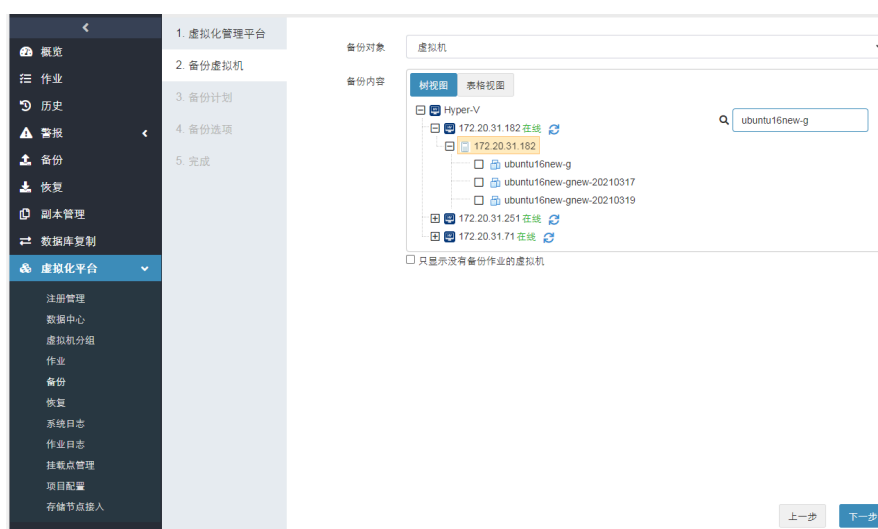 概览
作业
历史
警报
备份
恢复
副本管理
数据库复制
虚拟化平台
注册管理
数据中心
虚拟机分组
作业
备份
恢复
系统日志
作业日志
挂载点管理
项目配置
存储节点接入
1. 虚拟化管理平台
2. 备份虚拟机
3. 备份计划
4. 备份选项
5. 完成
备份对象 虚拟机
备份内容 树视图 表格视图
Hyper-V
ubuntu16new-g
172.20.31.182 在线
172.20.31.182
ubuntu16new-g
ubuntu16new-gnew-20210317
ubuntu16new-gnew-20210319
172.20.31.251 在线
172.20.31.71 在线
只显示没有备份作业的虚拟机
上一步 下一步